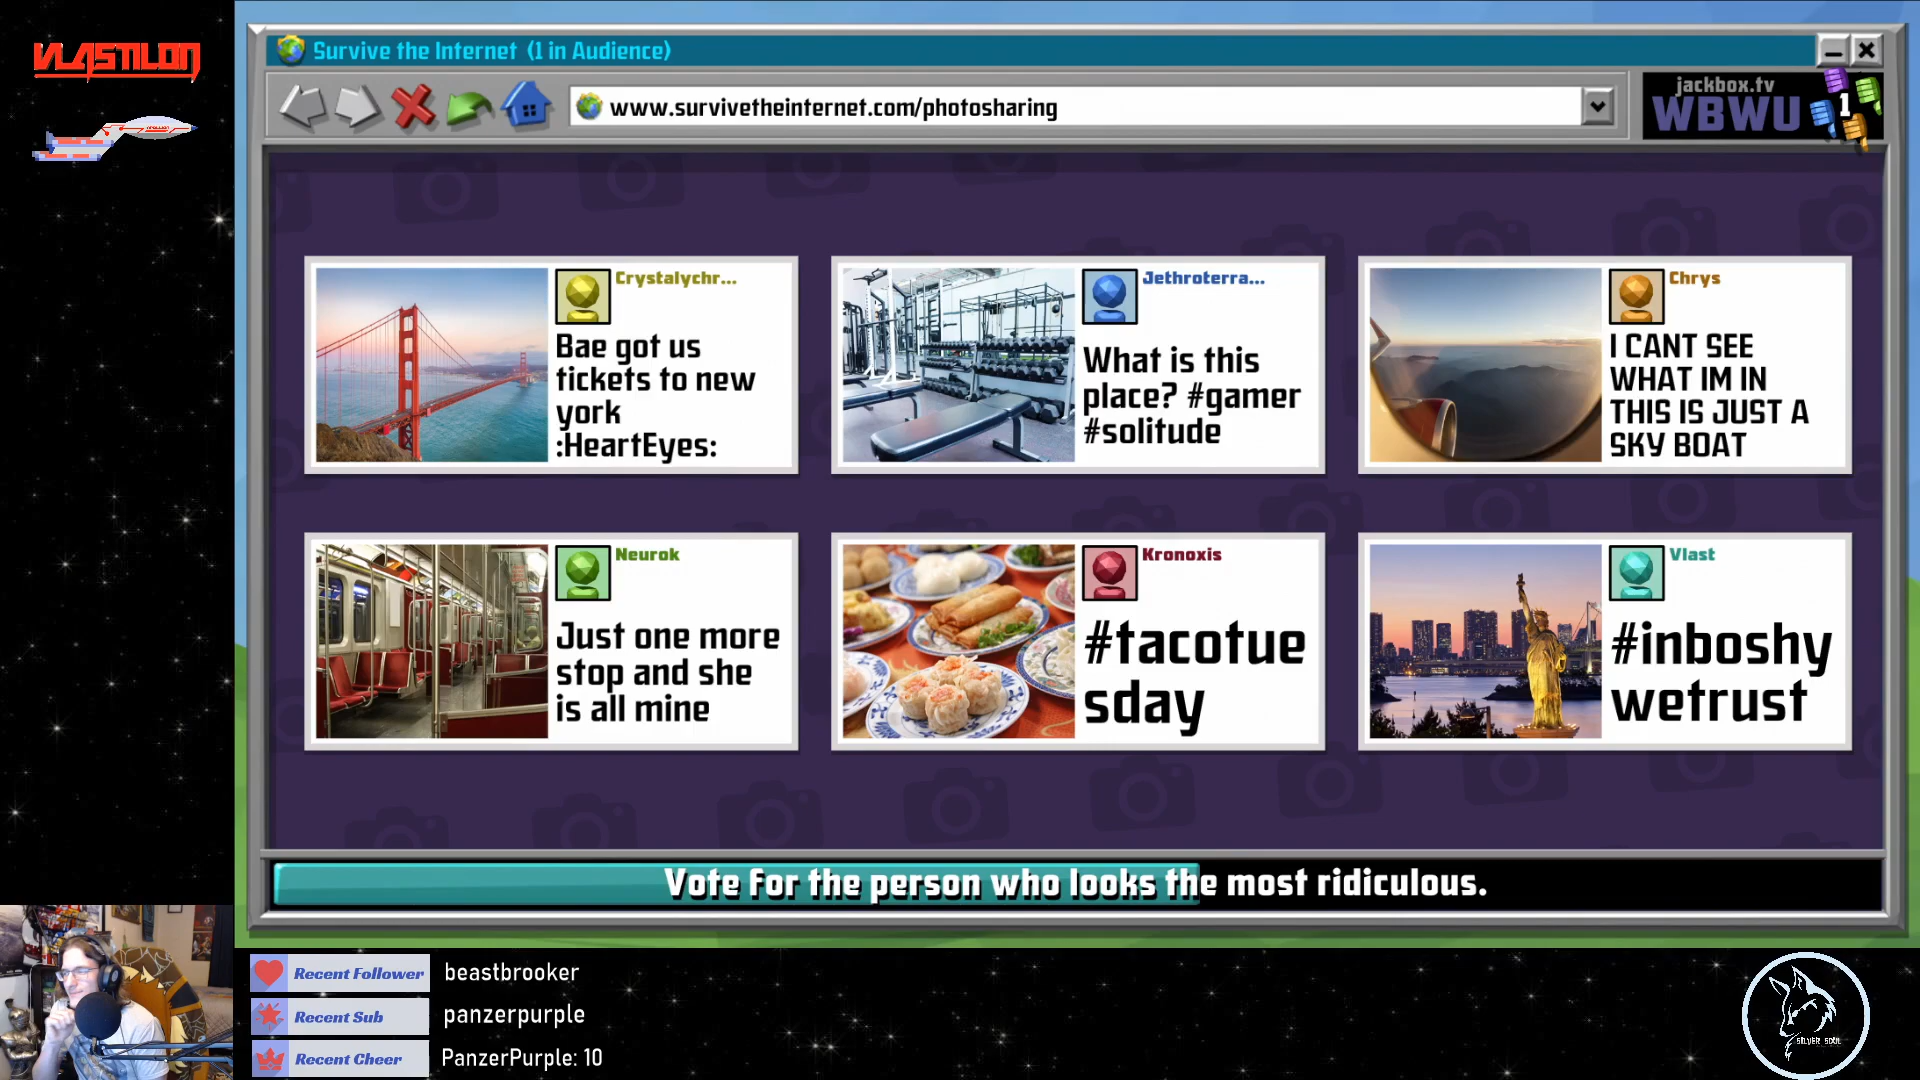 VLASTILON
Survive the Internet (1 in Audience)
www.survivetheinternet.com/photosharing
jackbox.tv
WBWU
1
Crystalychr...
Bae got us
tickets to new
york
:HeartEyes:
Jethroterra...
What is this
place? #gamer
#solitude
Chrys
I CANT SEE
WHAT IM IN
THIS IS JUST A
SKY BOAT
Neurok
Just one more
stop and she
is all mine
Kronoxis
#tacotue
sday
Vlast
#inboshy
wetrust
Vote for the person who looks the most ridiculous.
Recent Follower beastbrooker
Recent Sub panzerpurple
Recent Cheer PanzerPurple: 10
SILVER SOUL